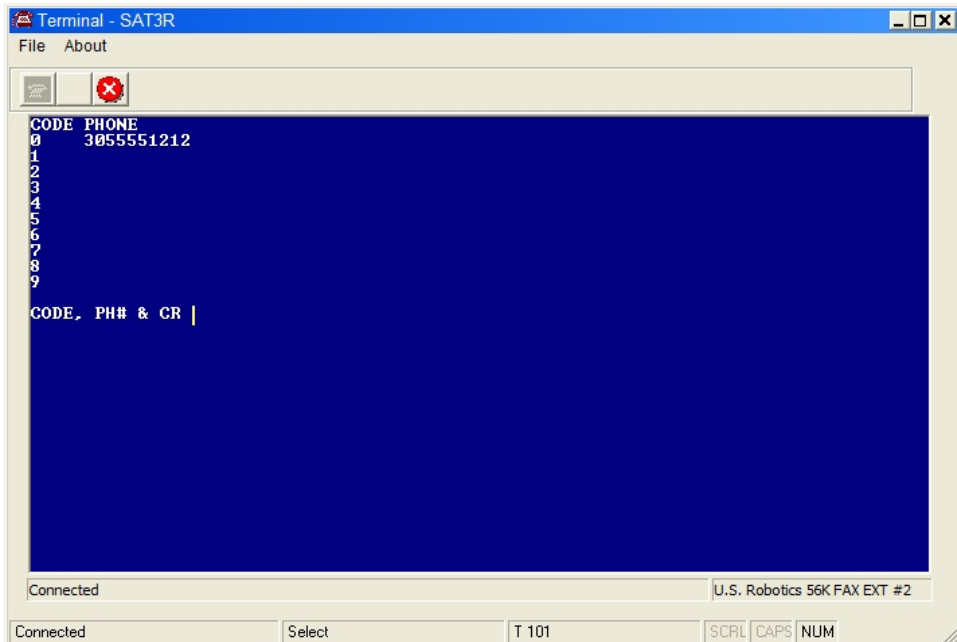 Terminal - SAT3R
File About
CODE PHONE
0 3055551212
1
2
3
4
5
6
7
8
9
CODE, PH# & CR
Connected U.S. Robotics 56K FAX EXT #2
Connected Select T 101 SCRL CAPS NUM